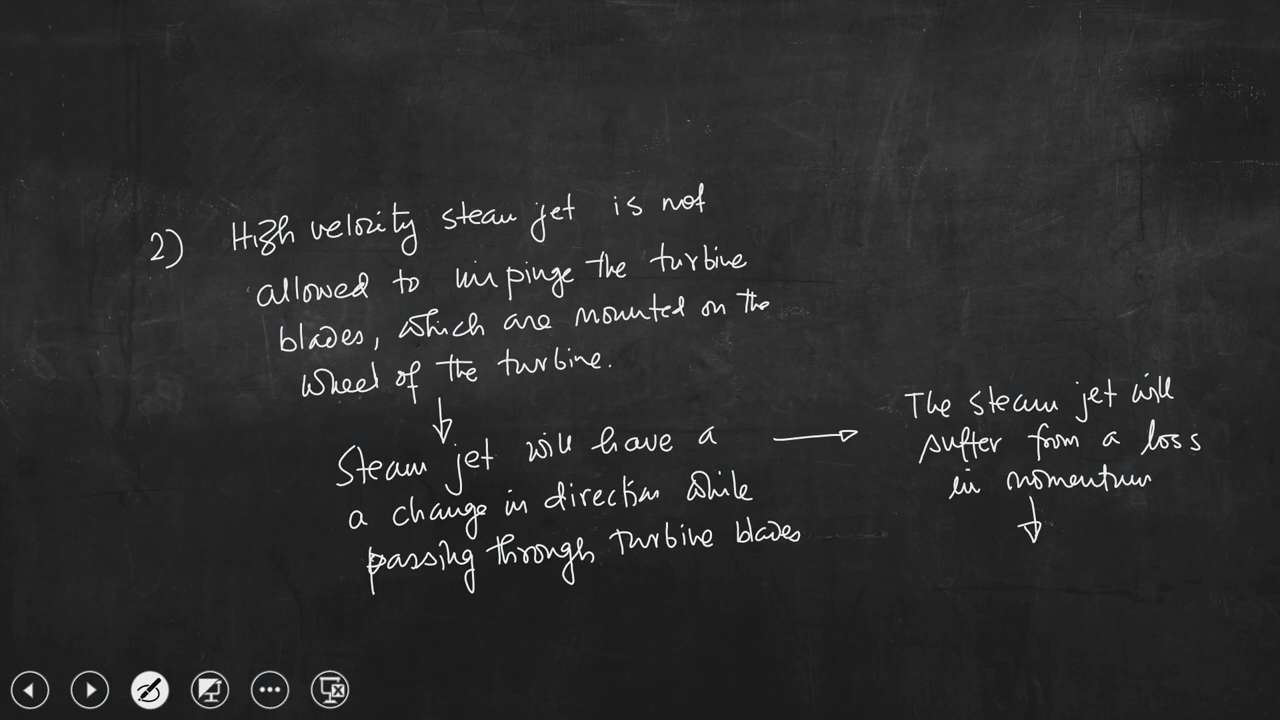 2) High velocity steam jet is not
allowed to impinge the turbine
blades, which are mounted on the
wheel of the turbine.
Steam jet will have a
a change in direction while
passing through turbine blades
The steam jet will
suffer from a loss
in momentum